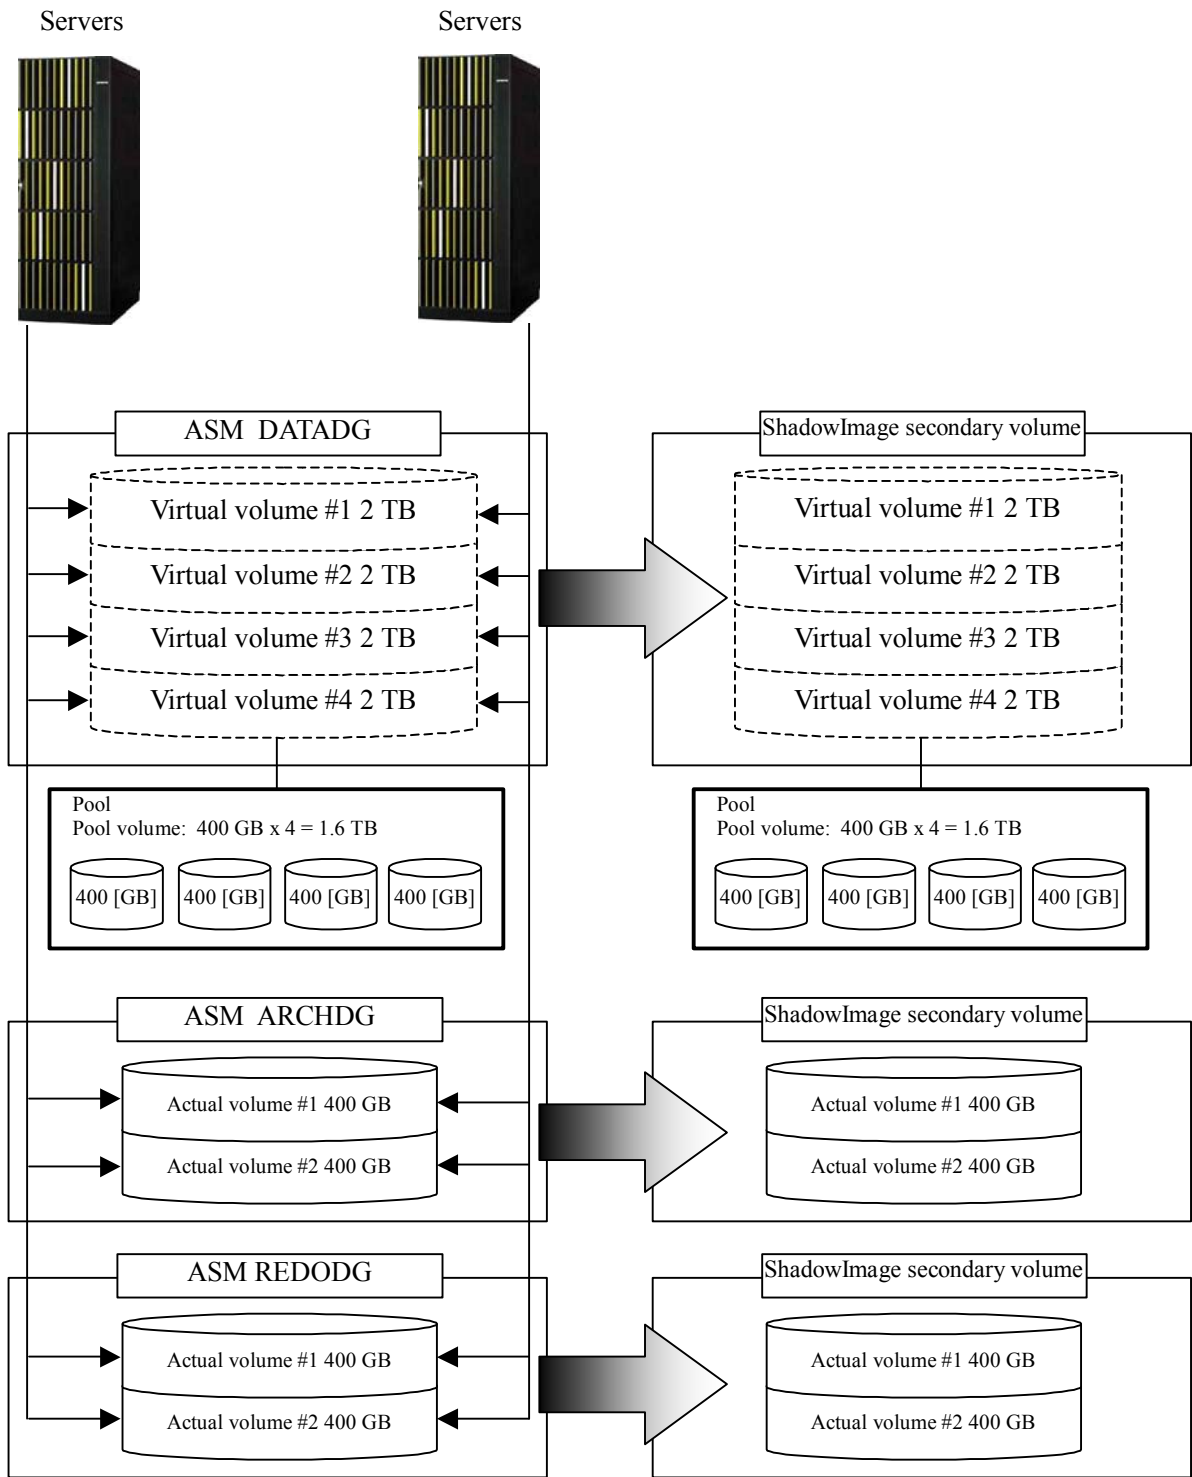 Servers
Servers
ASM DATADG
ShadowImage secondary volume
Virtual volume #1 2 TB
Virtual volume #2 2 TB
Virtual volume #3 2 TB
Virtual volume #4 2 TB
Virtual volume #1 2 TB
Virtual volume #2 2 TB
Virtual volume #3 2 TB
Virtual volume #4 2 TB
Pool
Pool volume: 400 GB x 4 = 1.6 TB
400 [GB]
400 [GB]
400 [GB]
400 [GB]
Pool
Pool volume: 400 GB x 4 = 1.6 TB
400 [GB]
400 [GB]
400 [GB]
400 [GB]
ASM ARCHDG
ShadowImage secondary volume
Actual volume #1 400 GB
Actual volume #2 400 GB
Actual volume #1 400 GB
Actual volume #2 400 GB
ASM REDODG
ShadowImage secondary volume
Actual volume #1 400 GB
Actual volume #2 400 GB
Actual volume #1 400 GB
Actual volume #2 400 GB